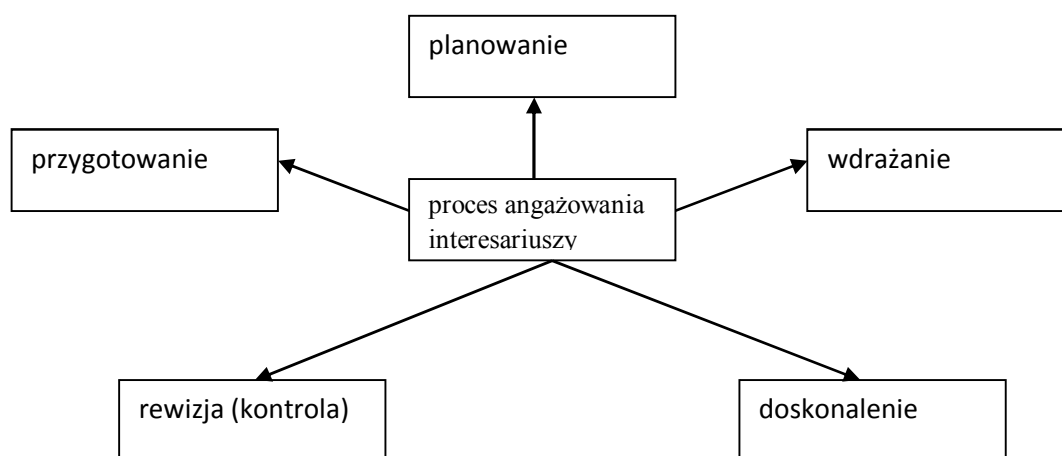 planowanie
przygotowanie
wdrażanie
proces angażowania
interesariuszy
rewizja (kontrola)
doskonalenie